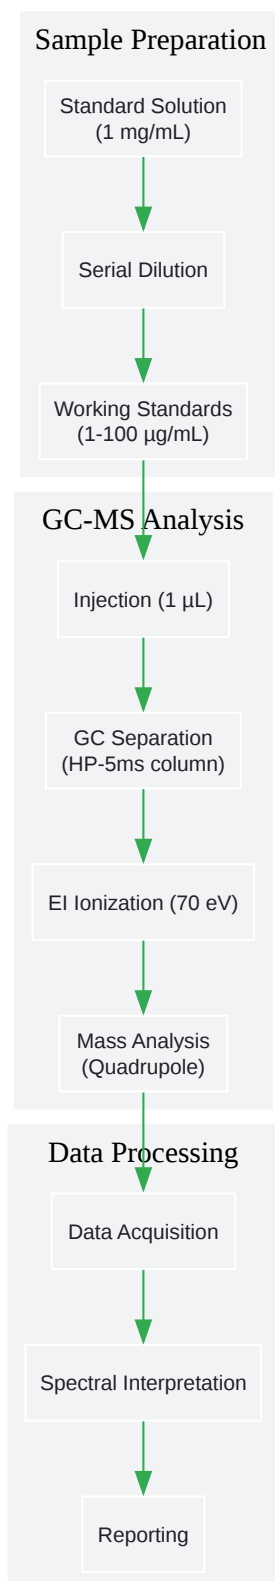 Sample Preparation
Standard Solution
(1 mg/mL)
Serial Dilution
Working Standards
(1-100 µg/mL)
GC-MS Analysis
Injection (1 µL)
GC Separation
(HP-5ms column)
EI Ionization (70 eV)
Mass Analysis
(Quadrupole)
Data Processing
Data Acquisition
Spectral Interpretation
Reporting